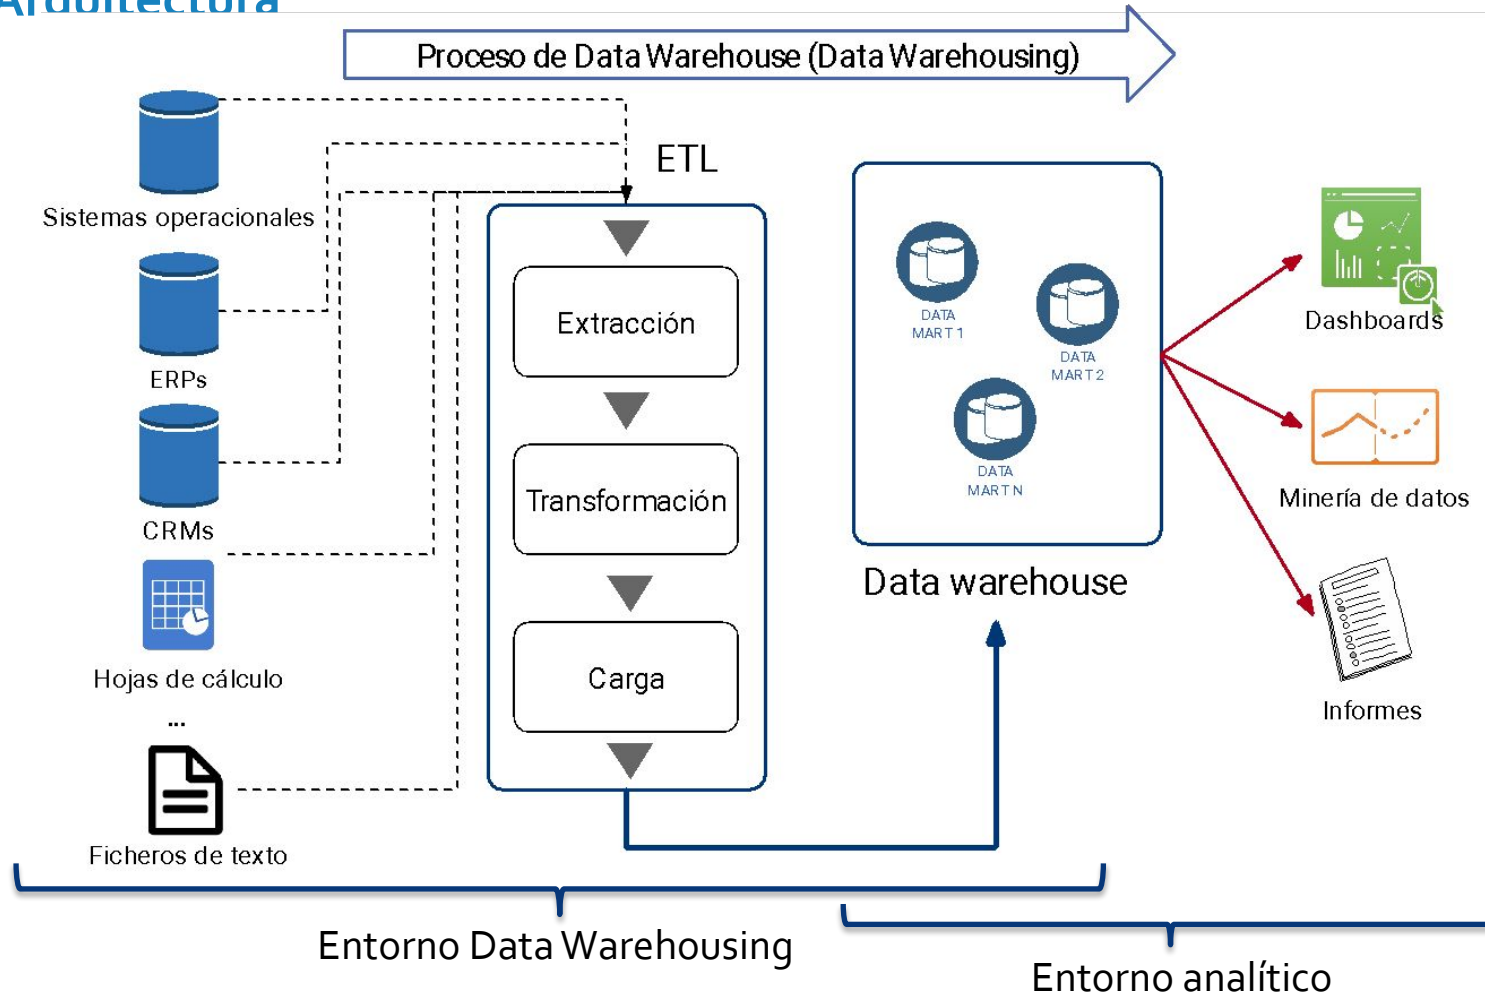 Arquitectura
Proceso de Data Warehouse (Data Warehousing)
ETL
Sistemas operacionales
ERPs
CRMs
Hojas de cálculo
...
Ficheros de texto
Extracción
Transformación
Carga
DATA
MART 1
DATA
MART 2
DATA
MART N
Data warehouse
Dashboards
Minería de datos
Informes
Entorno Data Warehousing
Entorno analítico